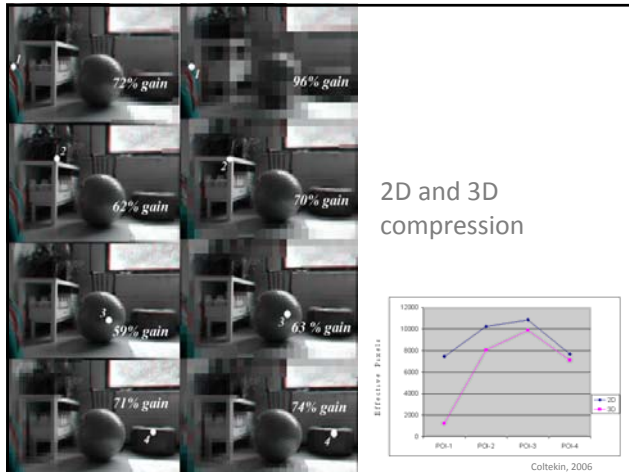 1
72% gain
1
96% gain
2
62% gain
2
70% gain
3
59% gain
3
63 % gain
71% gain
4
74% gain
4
2D and 3D
compression
12000
10000
8000
6000
4000
2000
0
Effective Pixels
POI-1 POI-2 POI-3 POI-4
2D
3D
Coltekin, 2006